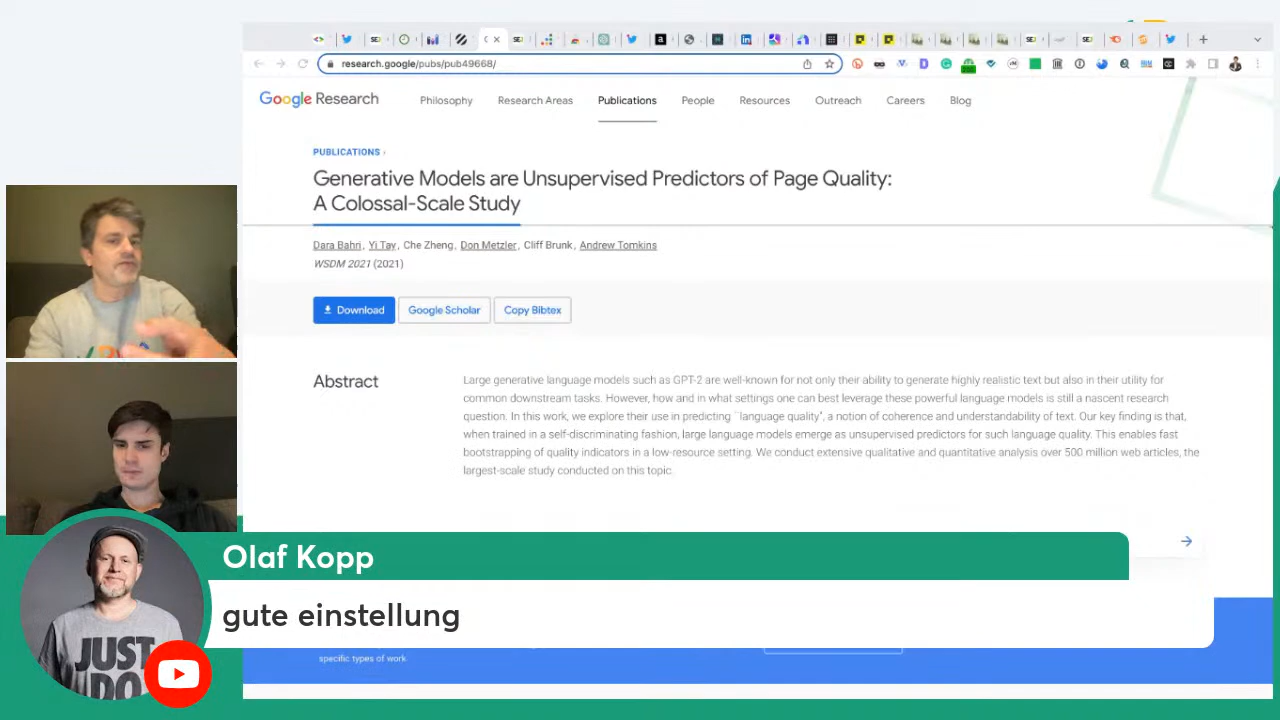 research.google/pubs/pub49668/
Google Research
Philosophy
Research Areas
Publications
People
Resources
Outreach
Careers
Blog
PUBLICATIONS ›
Generative Models are Unsupervised Predictors of Page Quality:
A Colossal-Scale Study
Dara Bahri, Yi Tay, Che Zheng, Don Metzler, Cliff Brunk, Andrew Tomkins
WSDM 2021 (2021)
Download
Google Scholar
Copy Bibtex
Abstract
Large generative language models such as GPT-2 are well-known for not only their ability to generate highly realistic text but also in their utility for
common downstream tasks. However, how and in what settings one can best leverage these powerful language models is still a nascent research
question. In this work, we explore their use in predicting ``language quality", a notion of coherence and understandability of text. Our key finding is that,
when trained in a self-discriminating fashion, large language models emerge as unsupervised predictors for such language quality. This enables fast
bootstrapping of quality indicators in a low-resource setting. We conduct extensive qualitative and quantitative analysis over 500 million web articles, the
largest-scale study conducted on this topic.
Olaf Kopp
gute einstellung
JUST
DO
specific types of work.